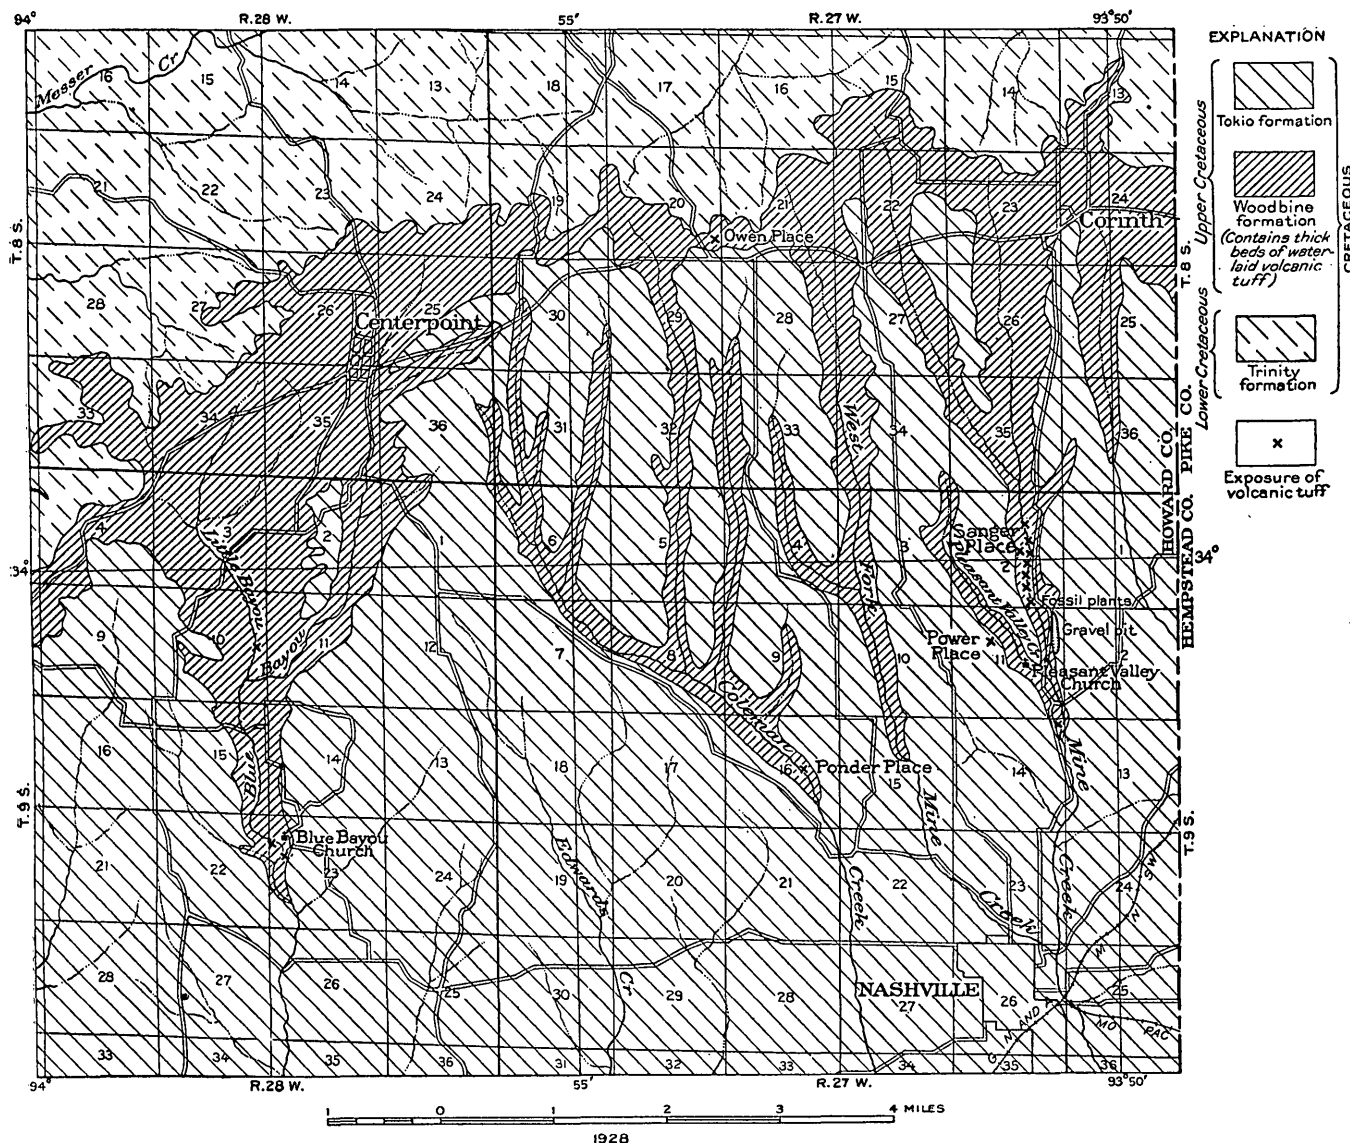 94°
R. 28 W.
55'
R. 27 W.
93°50'
EXPLANATION
Tokio formation
Woodbine
formation
(Contains thick
beds of water-
laid volcanic
tuff)
Trinity
formation
Exposure of
volcanic tuff
Upper Cretaceous
Lower Cretaceous
CRETACEOUS
Messer Cr
16
15
14
13
18
17
16
15
14
13
21
22
23
24
19
20
21
22
23
24
Corinth
Owen Place
T. 8 S.
T. 8 S.
28
27
26
25
30
29
28
27
26
25
Centerpoint
33
34
35
36
31
32
33
West
34
35
36
HOWARD CO.
PIKE CO.
HEMPSTEAD CO.
4
3
2
1
6
5
4
3
Sanger
Place
2
1
34°
34°
Little Bayou
Fork
Pleasant Valley Cr
Fossil plants
Gravel pit
9
10
11
12
7
8
9
10
Power
Place
11
2
Pleasant Valley
Church
Bayou
Blue
Coleman
16
15
14
13
18
17
16
Ponder Place
15
14
Mine
13
T. 9 S.
T. 9 S.
Blue Bayou
Church
Edwards
Mine
21
22
23
24
19
20
21
22
23
24
Creek
Creek
Creek
28
27
26
25
30
Cr
29
28
NASHVILLE
27
26
25
G. N. AND
MO
PAC
33
34
35
36
31
32
33
34
35
36
94°
R. 28 W.
55'
R. 27 W.
93°50'
1 0 1 2 3 4 MILES
1928